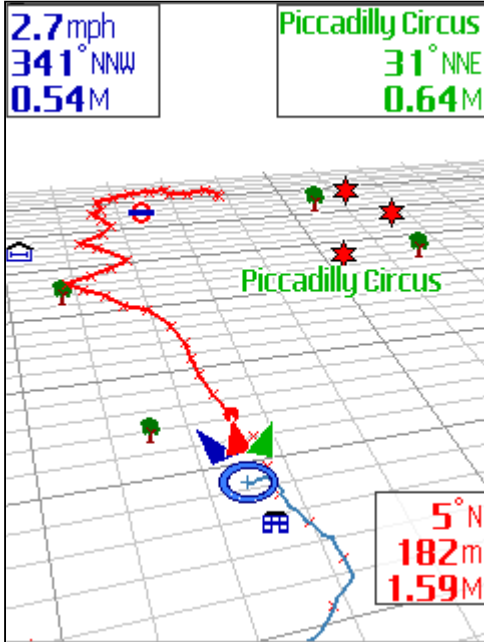 2.7mph
341°NNW
0.54M
Piccadilly Circus
31°NNE
0.64M
Piccadilly Circus
5°N
182m
1.59M